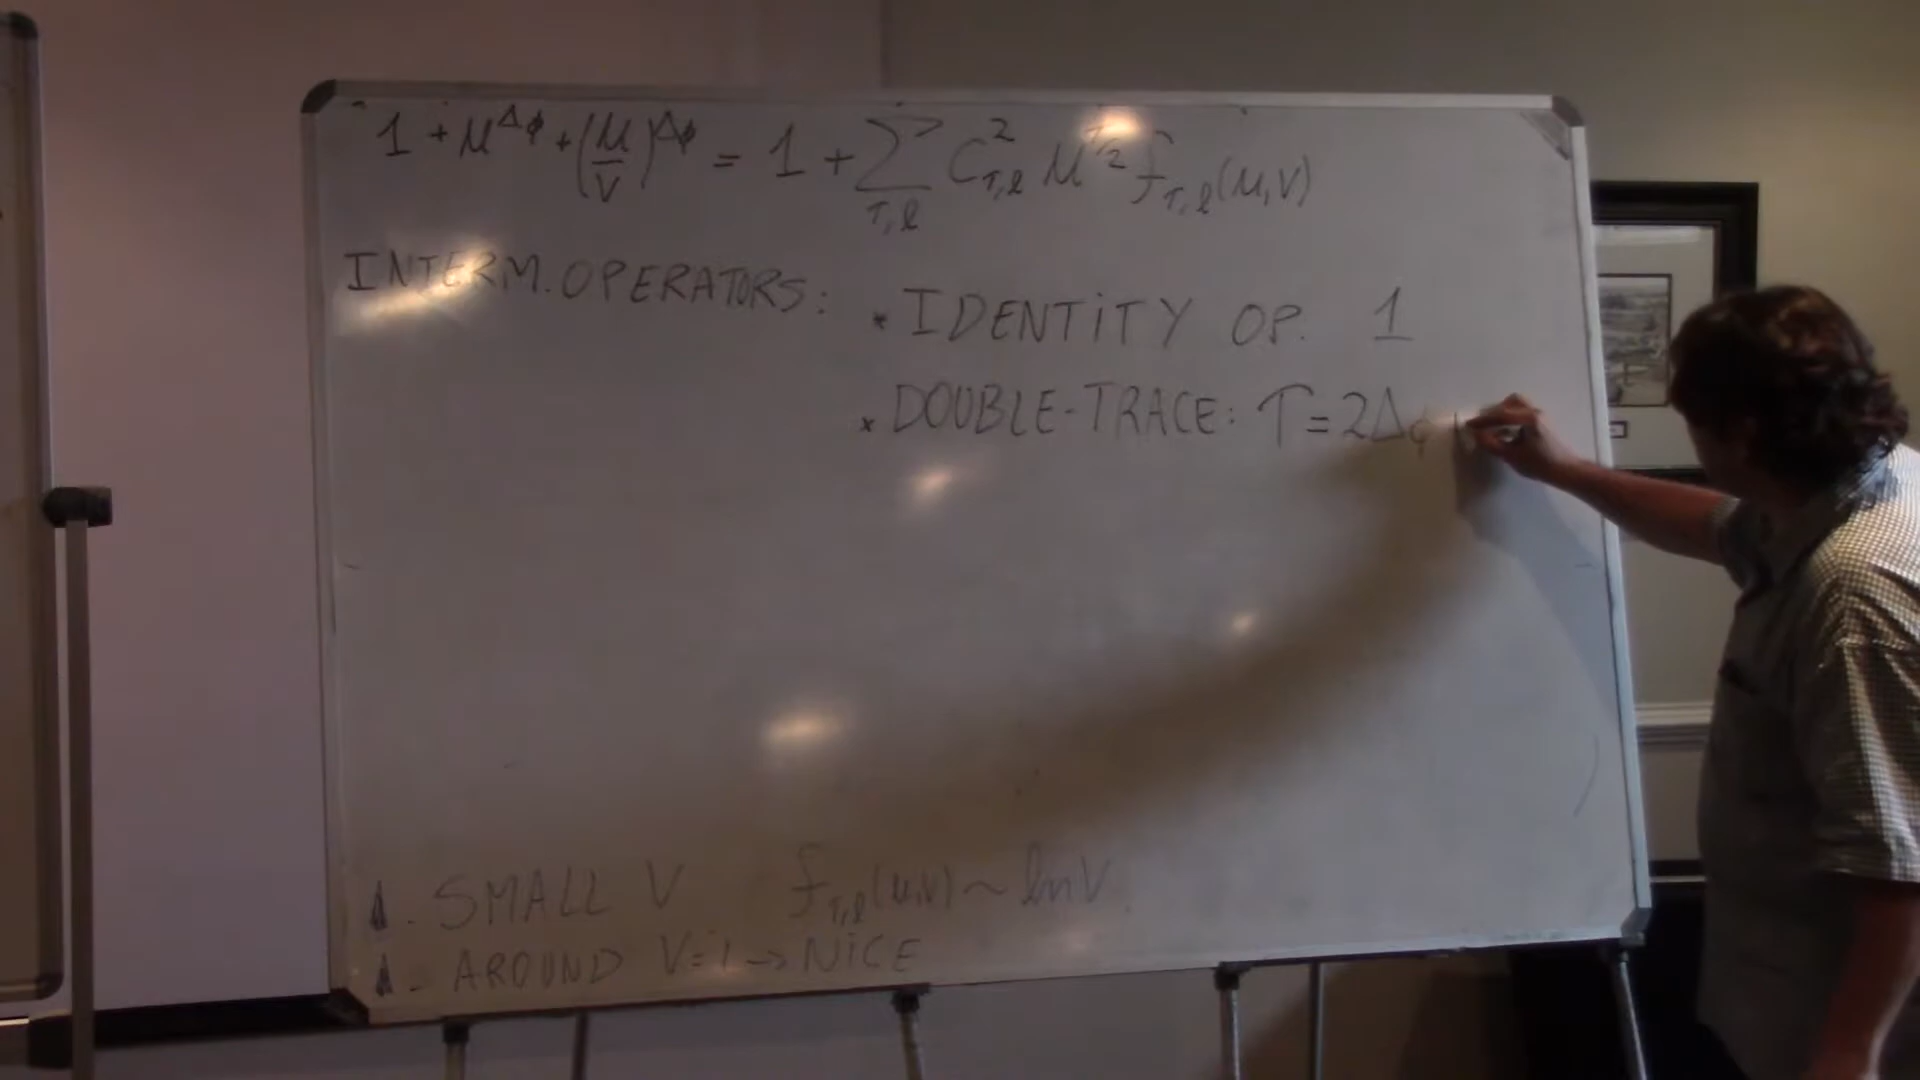 1 + u^Δφ + (u/v)^Δφ = 1 + Σ_{τ,ℓ} C²_{τ,ℓ} u^{τ/2} f_{τ,ℓ}(u,v)
INTERM. OPERATORS: * IDENTITY OP. 1
* DOUBLE-TRACE: τ = 2Δφ
- SMALL V f_{τ,ℓ}(u,v) ~ ln V
- AROUND V=1 → NICE